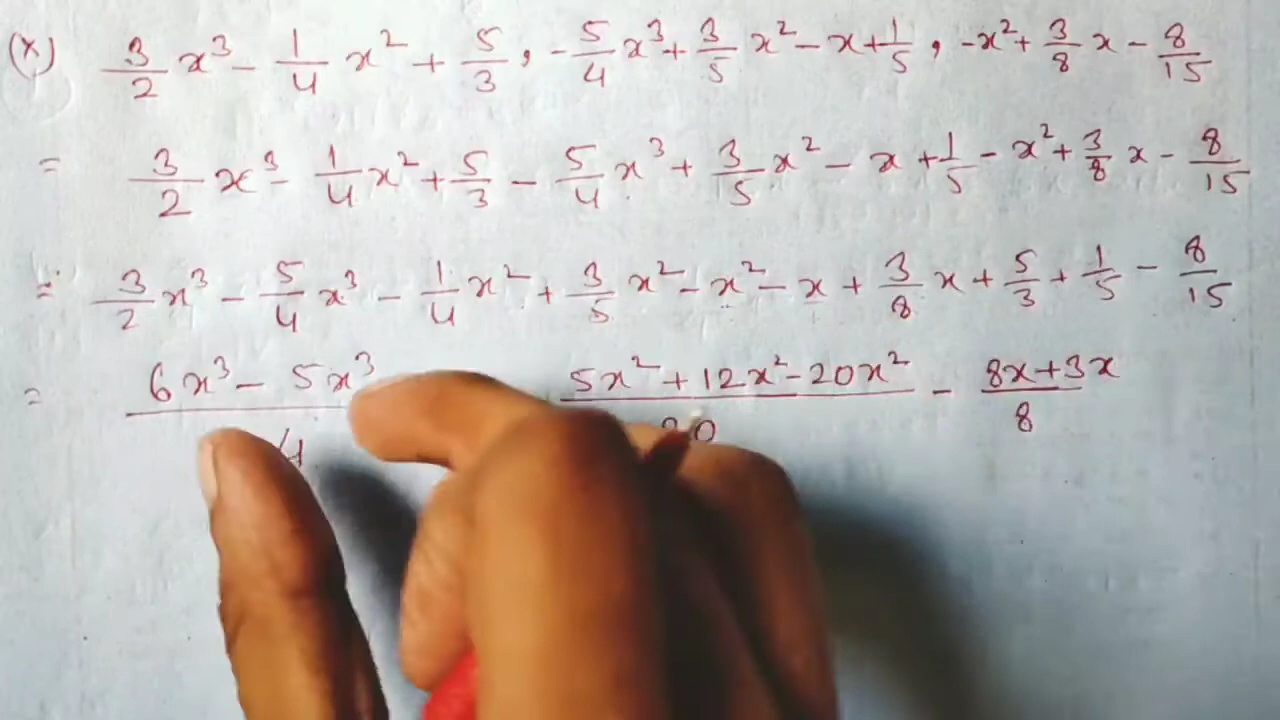 (x) 3/2 x³ - 1/4 x² + 5/3, -5/4 x³ + 3/5 x² - x + 1/5, -x² + 3/8 x - 8/15
= 3/2 x³ - 1/4 x² + 5/3 - 5/4 x³ + 3/5 x² - x + 1/5 - x² + 3/8 x - 8/15
= 3/2 x³ - 5/4 x³ - 1/4 x² + 3/5 x² - x² - x + 3/8 x + 5/3 + 1/5 - 8/15
= (6x³ - 5x³)/4 (5x² + 12x² - 20x²)/20 - (8x + 3x)/8